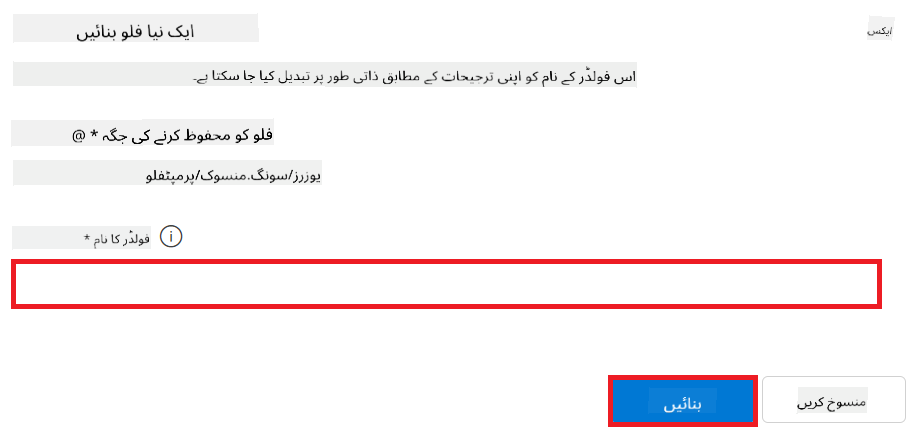 ایک نیا فلو بنائیں
ایکس
اس فولڈر کے نام کو اپنی ترجیحات کے مطابق ذاتی طور پر تبدیل کیا جا سکتا ہے۔
فلو کو محفوظ کرنے کی جگہ * @
یوزرز/سونگ.منسوک/پرمپٹفلو
فولڈر کا نام *
بنائیں
منسوخ کریں